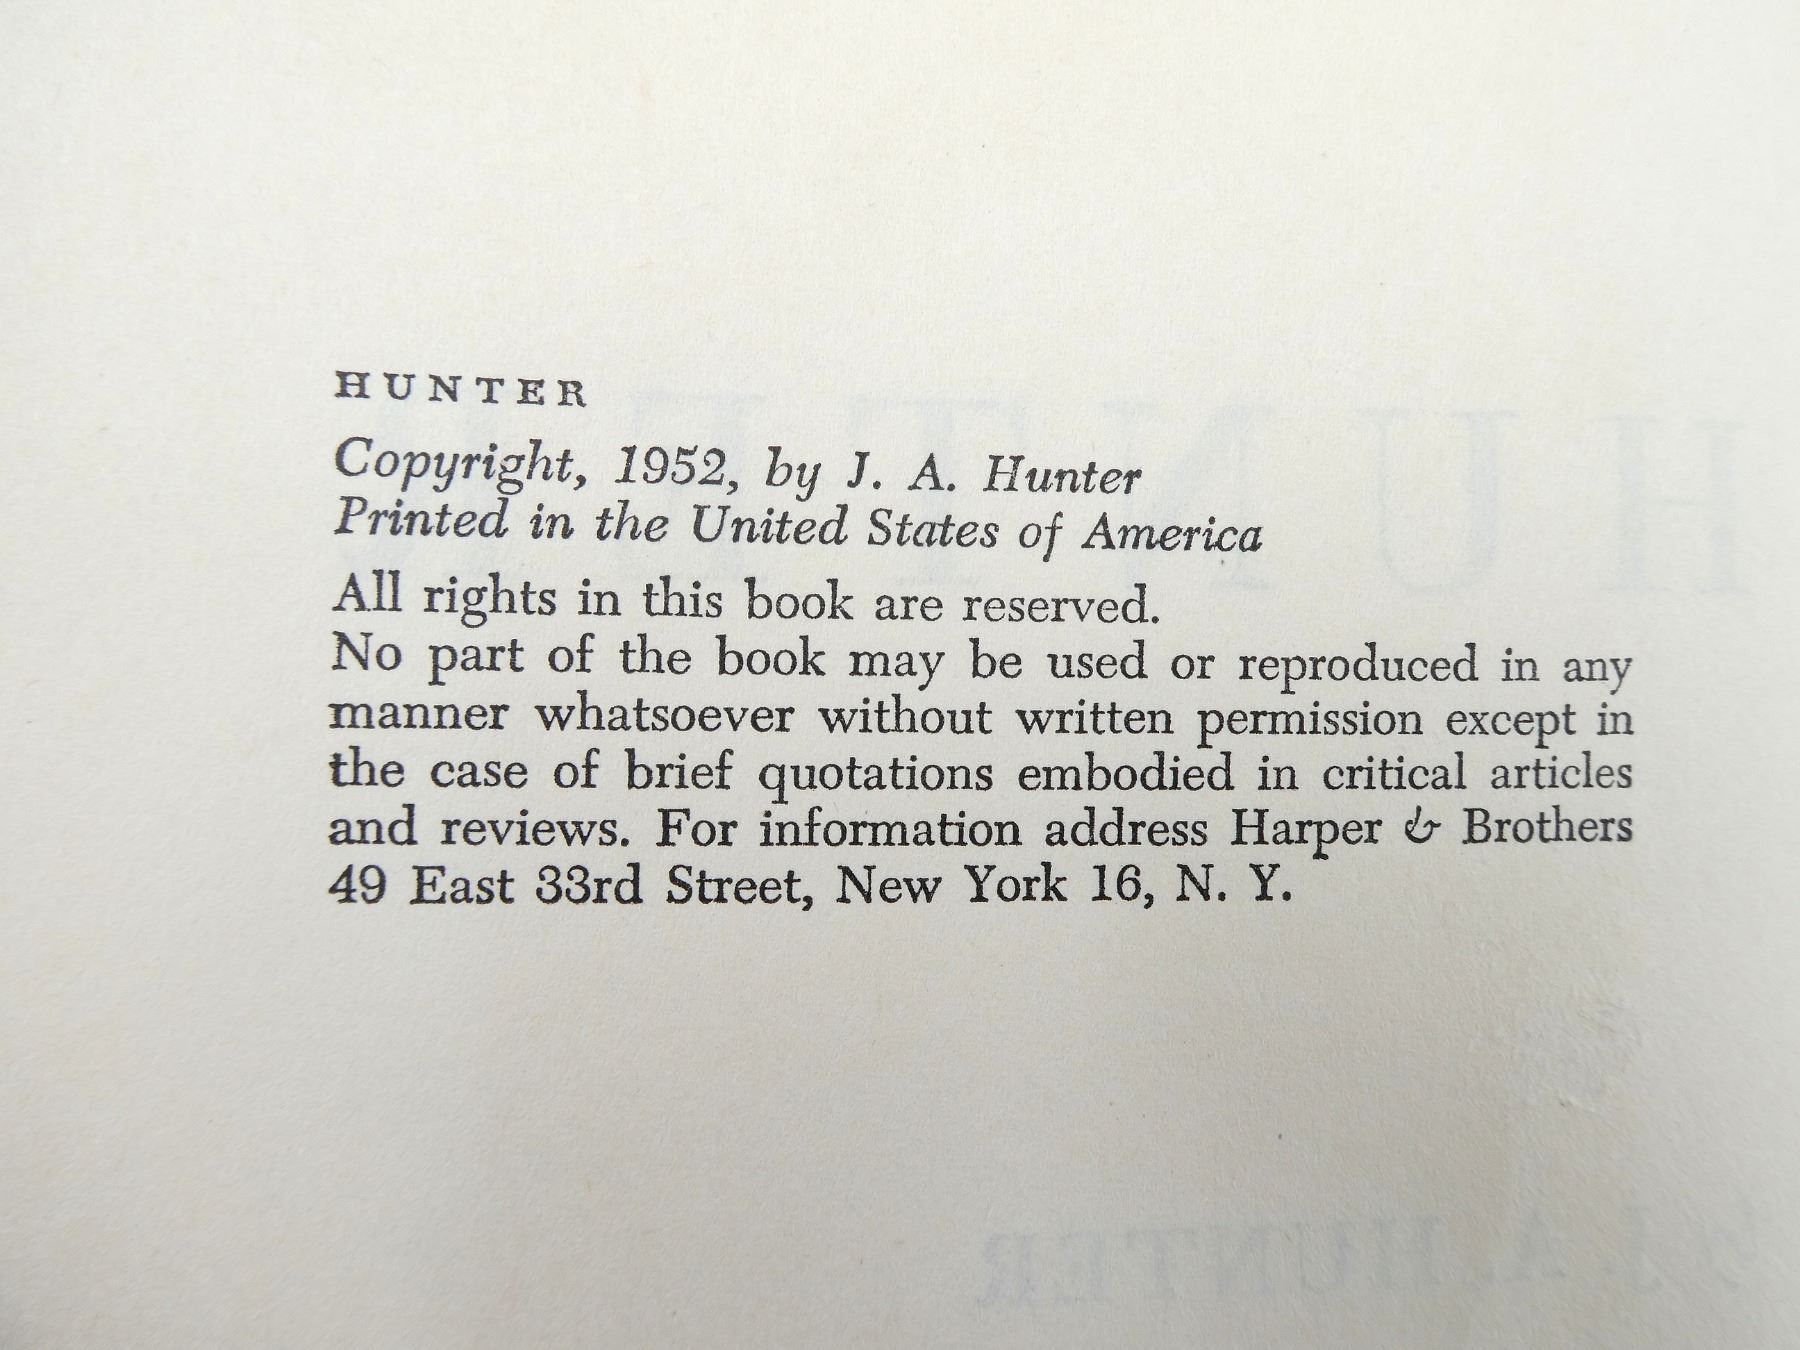 HUNTER
Copyright, 1952, by J. A. Hunter
Printed in the United States of America
All rights in this book are reserved.
No part of the book may be used or reproduced in any
manner whatsoever without written permission except in
the case of brief quotations embodied in critical articles
and reviews. For information address Harper & Brothers
49 East 33rd Street, New York 16, N. Y.